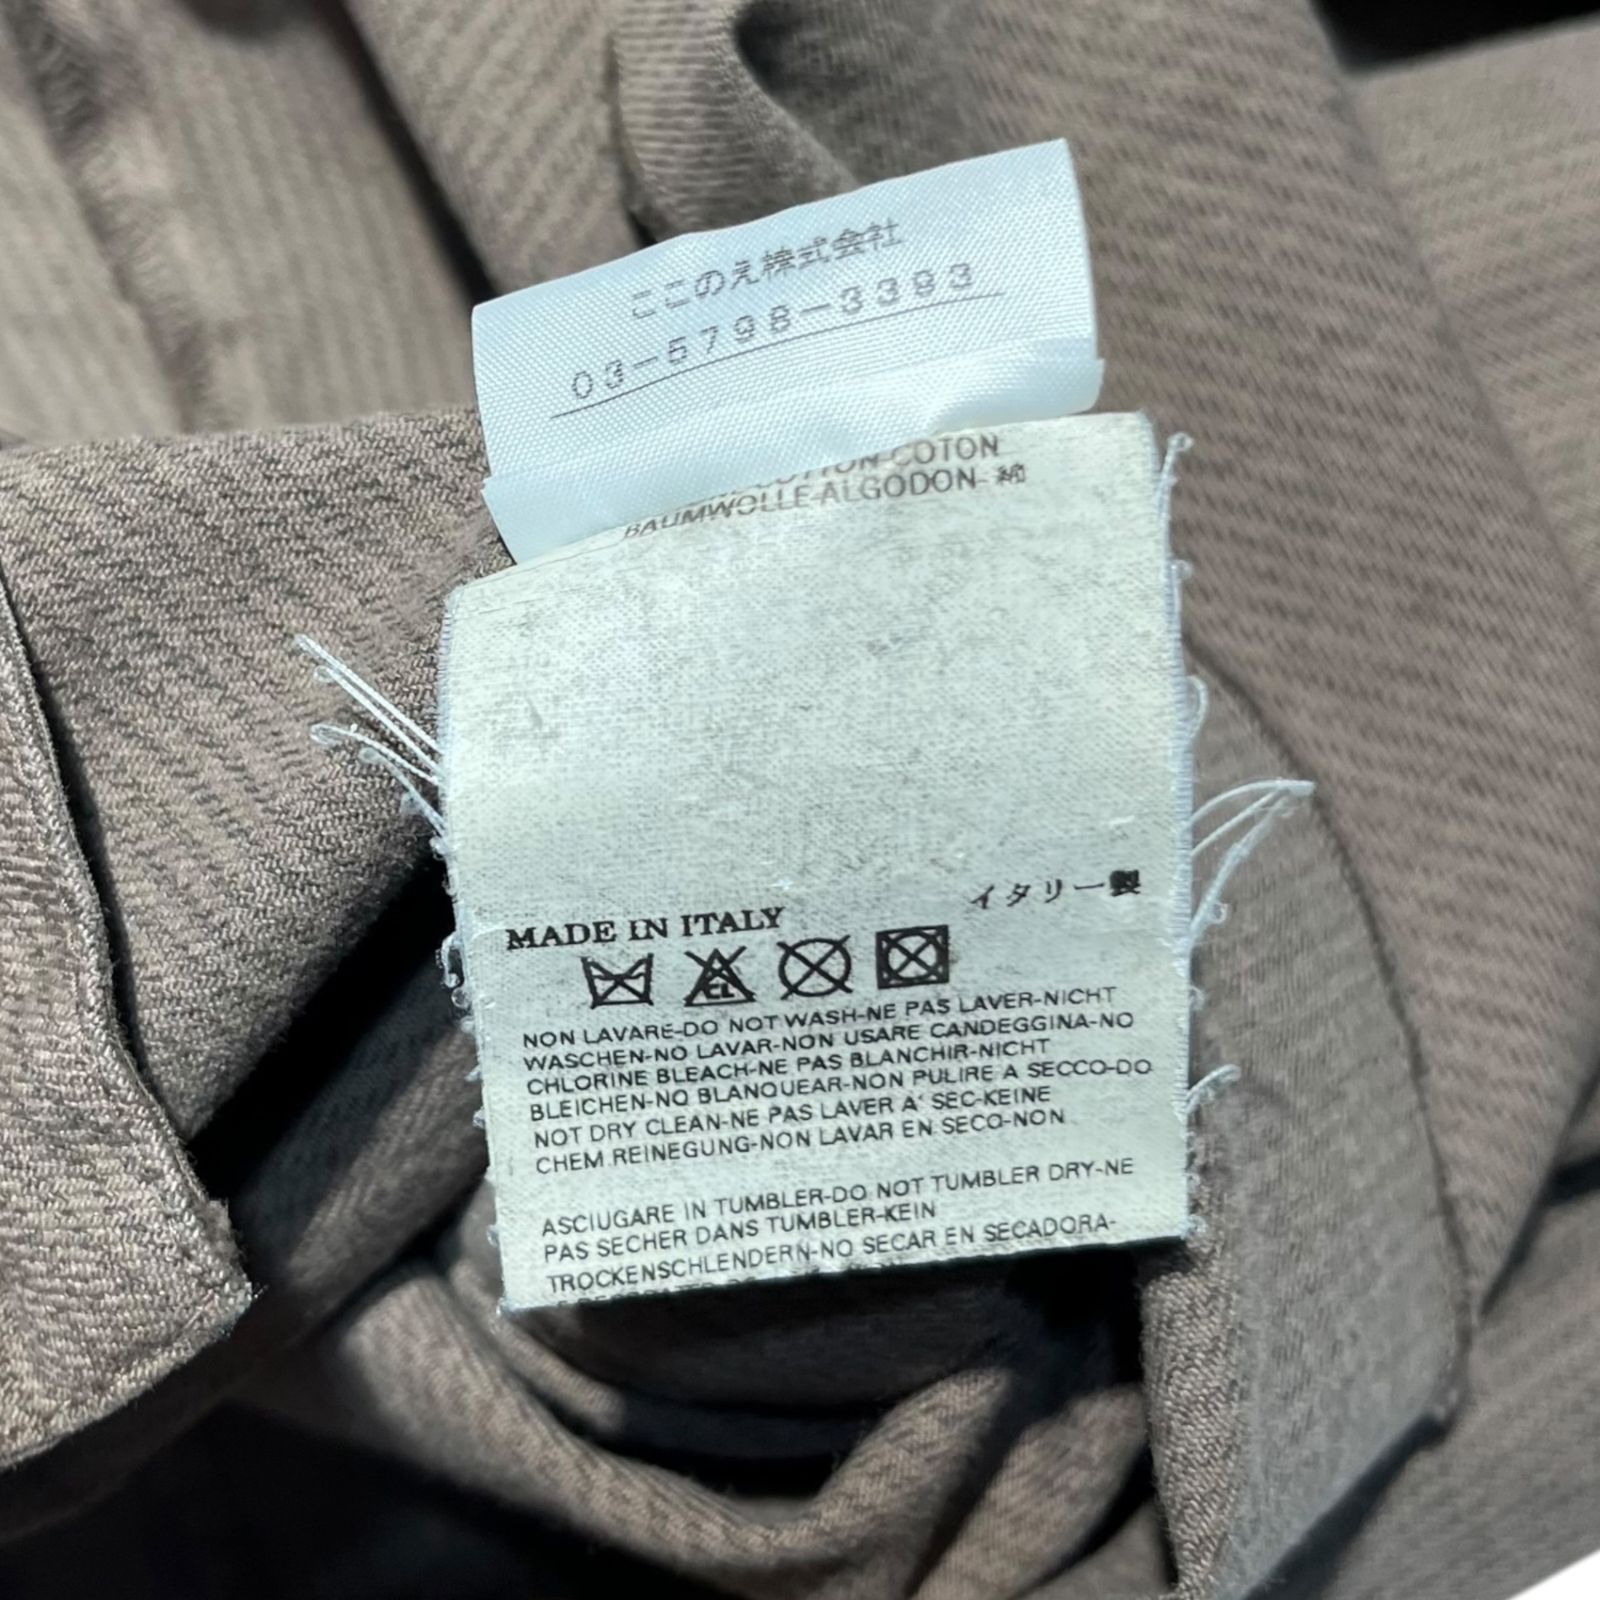 ここのえ株式会社
03-5798-3393
COTTON-COTON
BAUMWOLLE-ALGODON-綿
イタリー製
MADE IN ITALY
CL
NON LAVARE-DO NOT WASH-NE PAS LAVER-NICHT
WASCHEN-NO LAVAR-NON USARE CANDEGGINA-NO
CHLORINE BLEACH-NE PAS BLANCHIR-NICHT
BLEICHEN-NO BLANQUEAR-NON PULIRE A SECCO-DO
NOT DRY CLEAN-NE PAS LAVER A' SEC-KEINE
CHEM.REINEGUNG-NON LAVAR EN SECO-NON
ASCIUGARE IN TUMBLER-DO NOT TUMBLER DRY-NE
PAS SECHER DANS TUMBLER-KEIN
TROCKENSCHLENDERN-NO SECAR EN SECADORA-